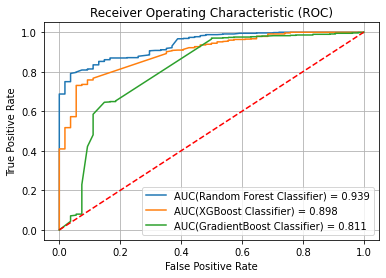 Receiver Operating Characteristic (ROC)
True Positive Rate
1.0
0.8
0.6
0.4
0.2
0.0
AUC(Random Forest Classifier) = 0.939
AUC(XGBoost Classifier) = 0.898
AUC(GradientBoost Classifier) = 0.811
0.0 0.2 0.4 0.6 0.8 1.0
False Positive Rate